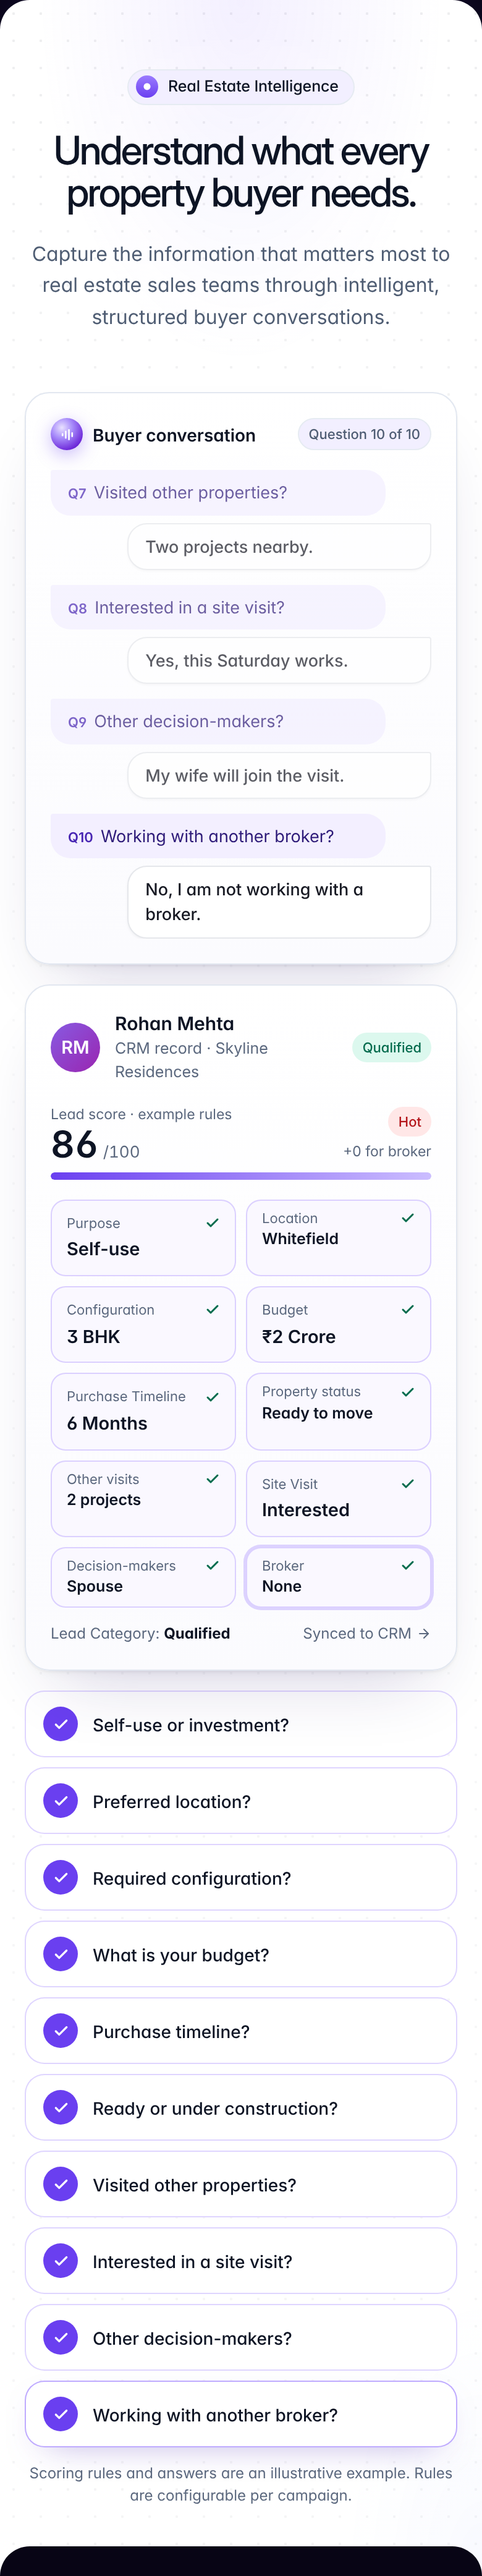 Real Estate Intelligence
Understand what every
property buyer needs.
Capture the information that matters most to
real estate sales teams through intelligent,
structured buyer conversations.
Buyer conversation
Question 10 of 10
Q7 Visited other properties?
Two projects nearby.
Q8 Interested in a site visit?
Yes, this Saturday works.
Q9 Other decision-makers?
My wife will join the visit.
Q10 Working with another broker?
No, I am not working with a
broker.
RM
Rohan Mehta
CRM record · Skyline
Residences
Qualified
Lead score · example rules
86 /100
Hot
+0 for broker
Purpose
Self-use
Location
Whitefield
Configuration
3 BHK
Budget
₹2 Crore
Purchase Timeline
6 Months
Property status
Ready to move
Other visits
2 projects
Site Visit
Interested
Decision-makers
Spouse
Broker
None
Lead Category: Qualified
Synced to CRM →
Self-use or investment?
Preferred location?
Required configuration?
What is your budget?
Purchase timeline?
Ready or under construction?
Visited other properties?
Interested in a site visit?
Other decision-makers?
Working with another broker?
Scoring rules and answers are an illustrative example. Rules
are configurable per campaign.